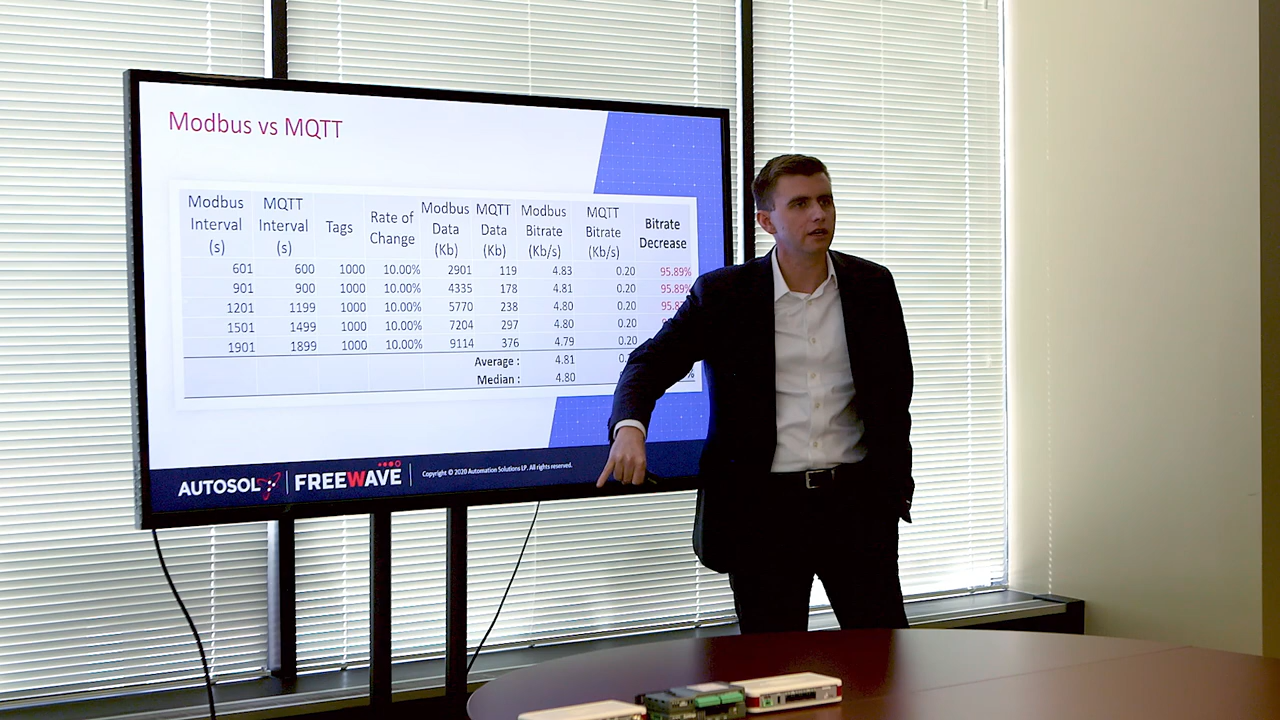 Modbus vs MQTT
Modbus Interval (s) MQTT Interval (s) Tags Rate of Change Modbus Data (Kb) MQTT Data (Kb) Modbus Bitrate (Kb/s) MQTT Bitrate (Kb/s) Bitrate Decrease
601 600 1000 10.00% 2901 119 4.83 0.20 95.89%
901 900 1000 10.00% 4335 178 4.81 0.20 95.89%
1201 1199 1000 10.00% 5770 238 4.80 0.20
1501 1499 1000 10.00% 7204 297 4.80 0.20
1901 1899 1000 10.00% 9114 376 4.79 0.20
Average : 4.81
Median : 4.80
AUTOSOL FREEWAVE Copyright © 2020 Automation Solutions LP. All rights reserved.